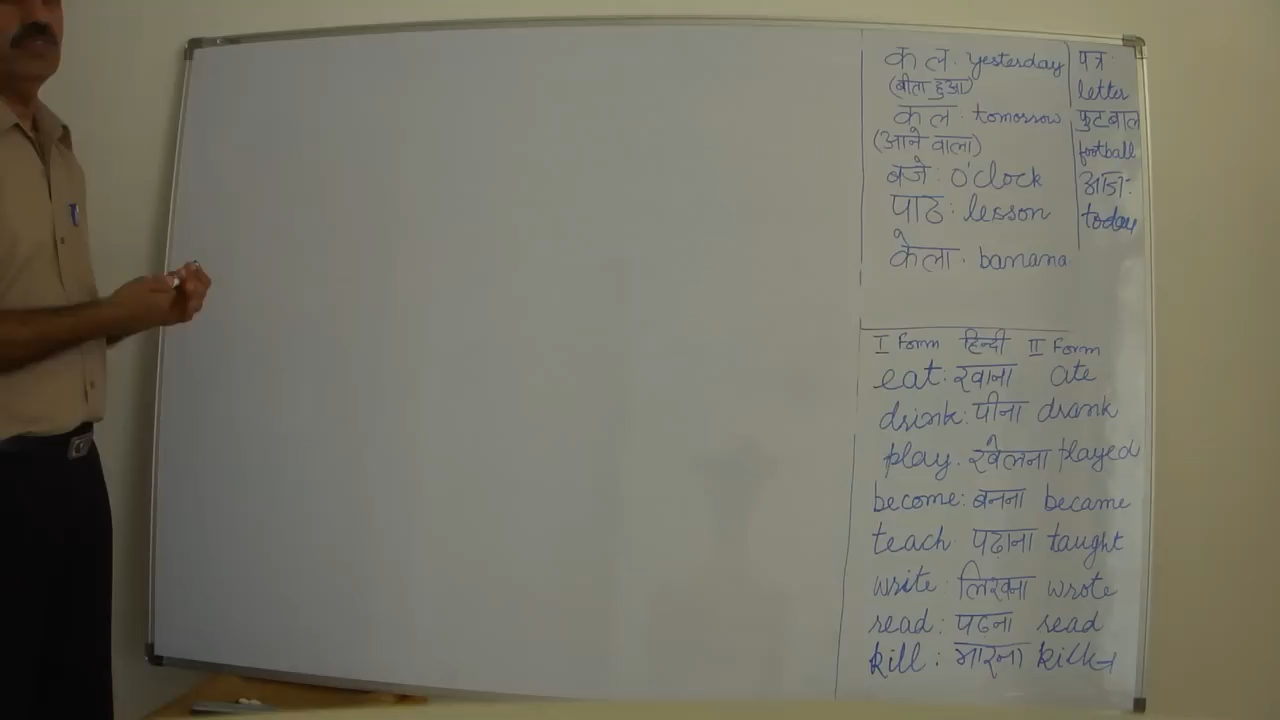 कल. yesterday
(बीता हुआ)
कल. tomorrow
(आने वाला)
बजे: o'clock
पाठ: lesson
केला. banana
पत्र.
letter
फुटबाल
football
आज:
today
I Form हिन्दी II Form
eat: खाना ate
drink: पीना drank
play. खेलना played
become: बनना became
teach पढ़ाना taught
write: लिखना wrote
read: पढना read
kill: मारना